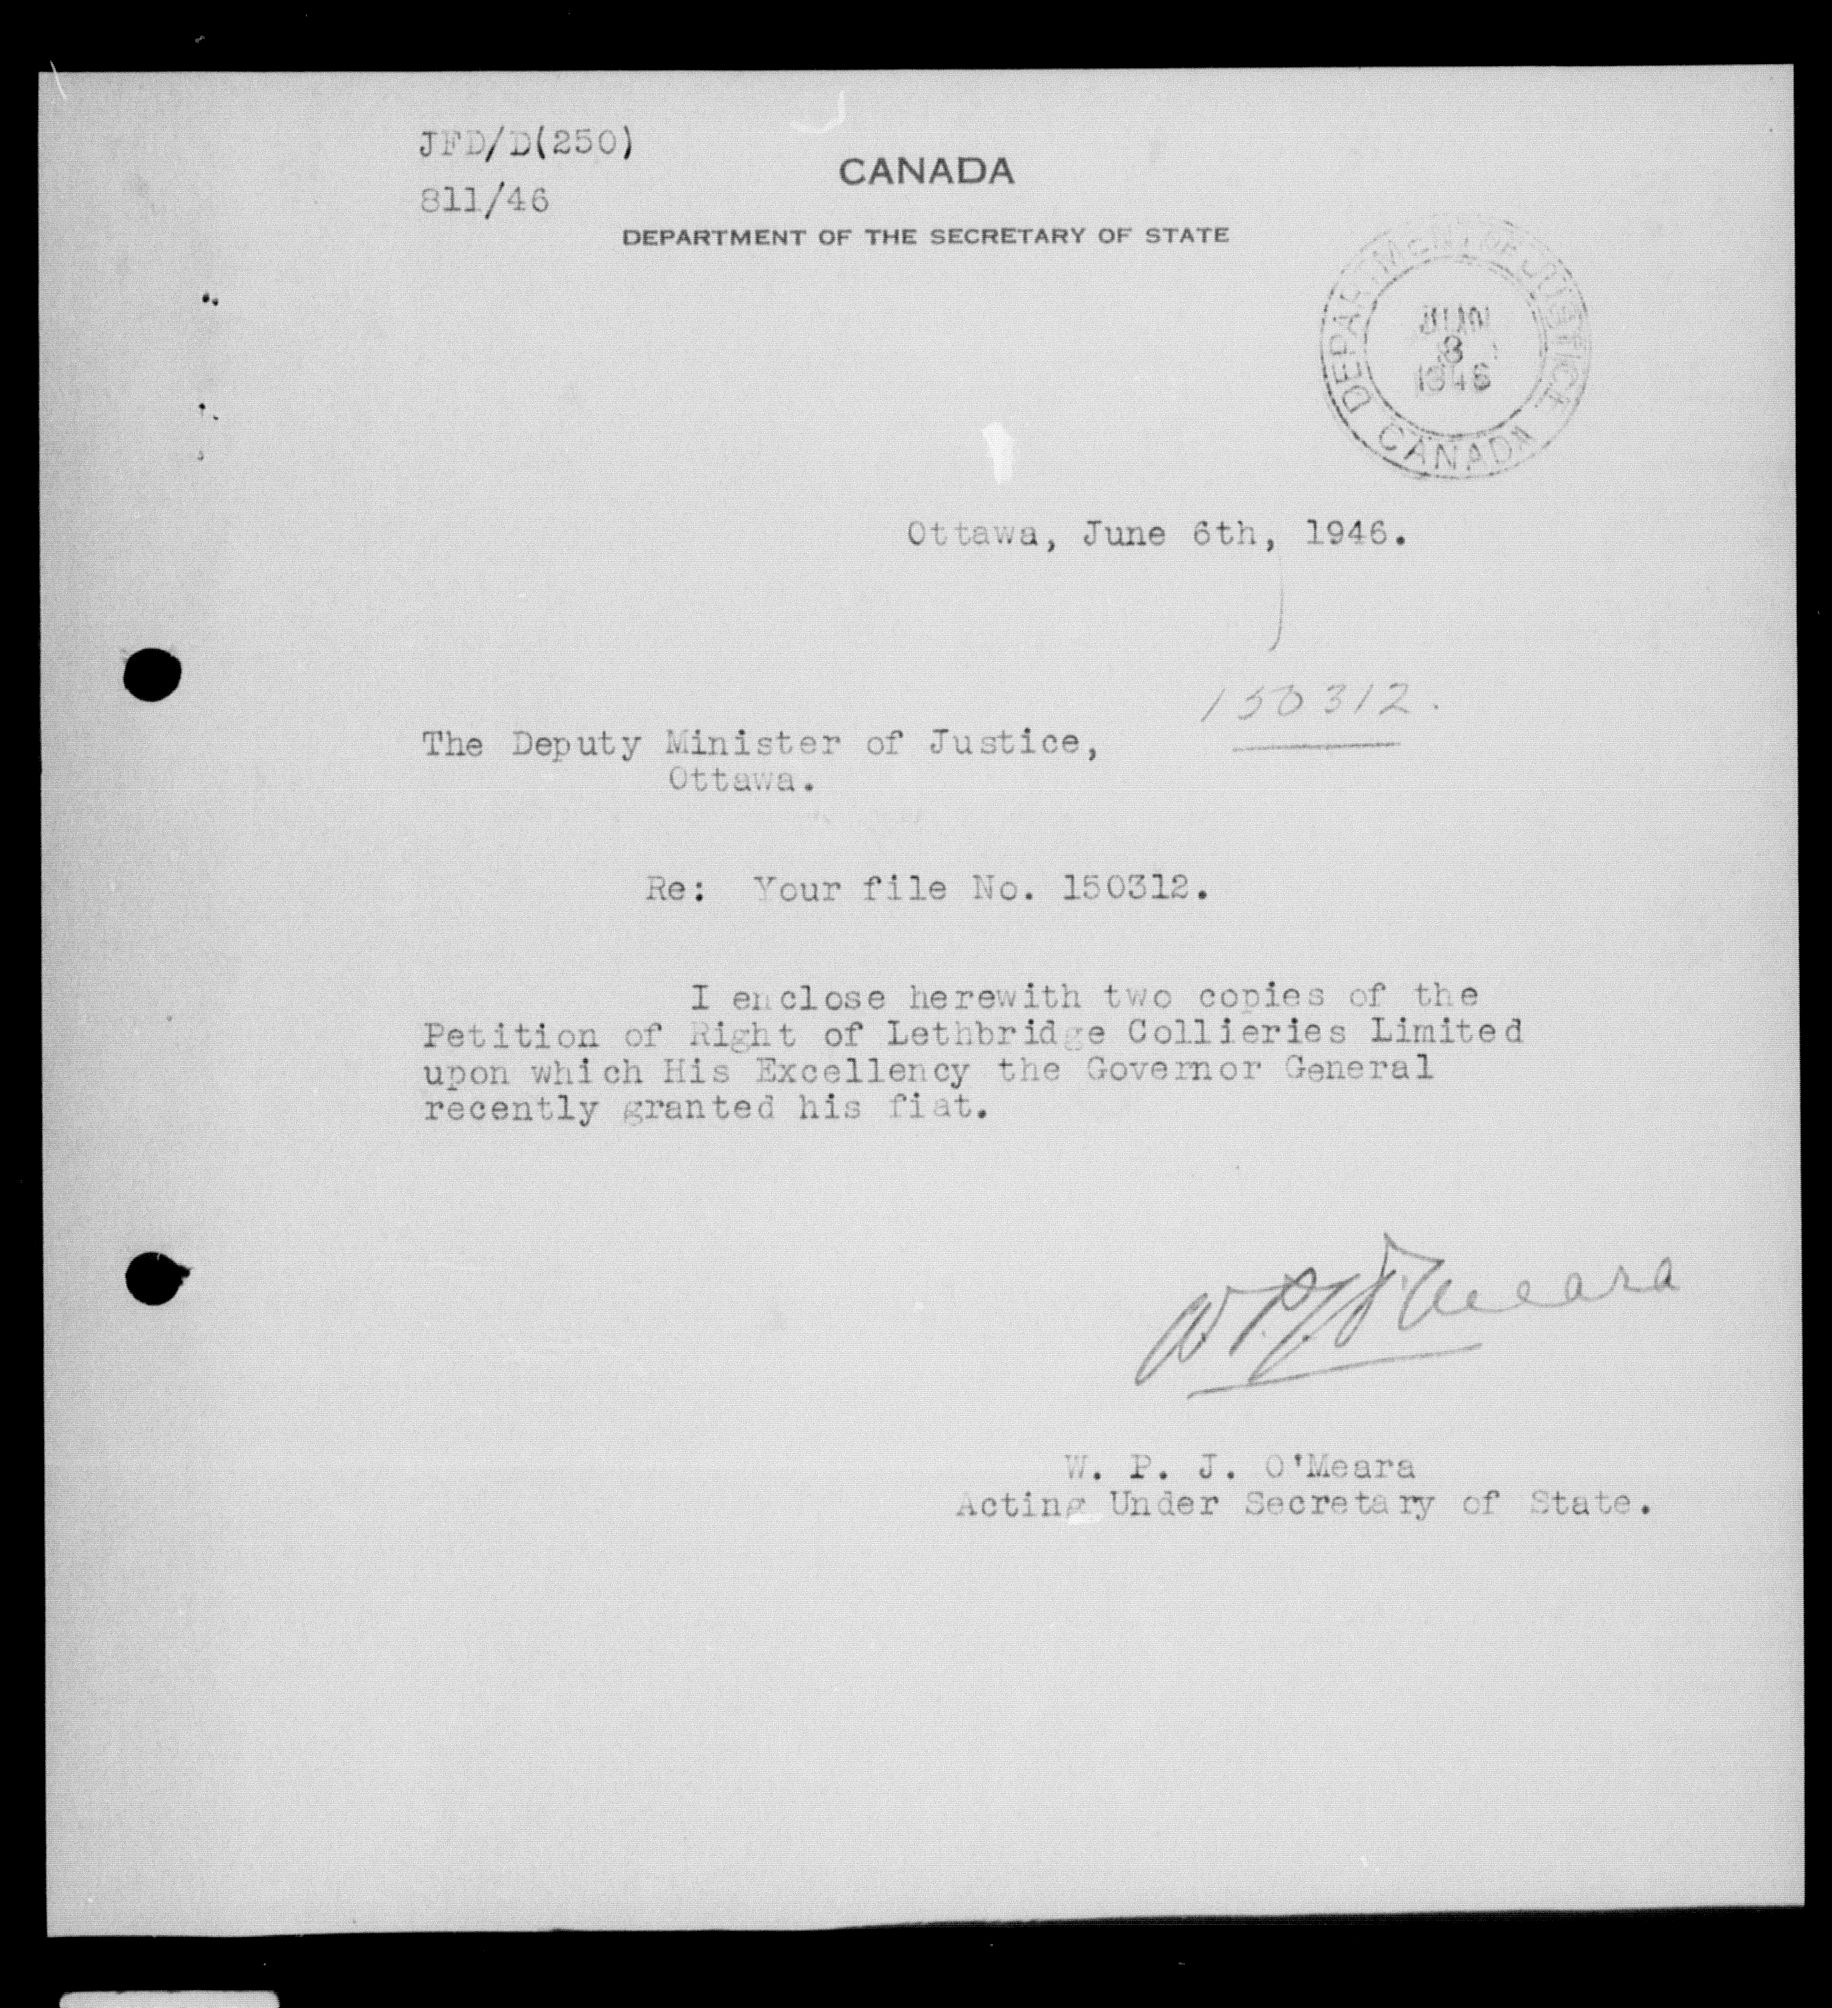 JFD/D(250)
811/46
CANADA
DEPARTMENT OF THE SECRETARY OF STATE
DEPARTMENT OF JUSTICE
JUN
8
1946
CANADA
Ottawa, June 6th, 1946.
150312.
The Deputy Minister of Justice,
Ottawa.
Re: Your file No. 150312.
I enclose herewith two copies of the
Petition of Right of Lethbridge Collieries Limited
upon which His Excellency the Governor General
recently granted his fiat.
W.P.J. O'Meara
W. P. J. O'Meara
Acting Under Secretary of State.